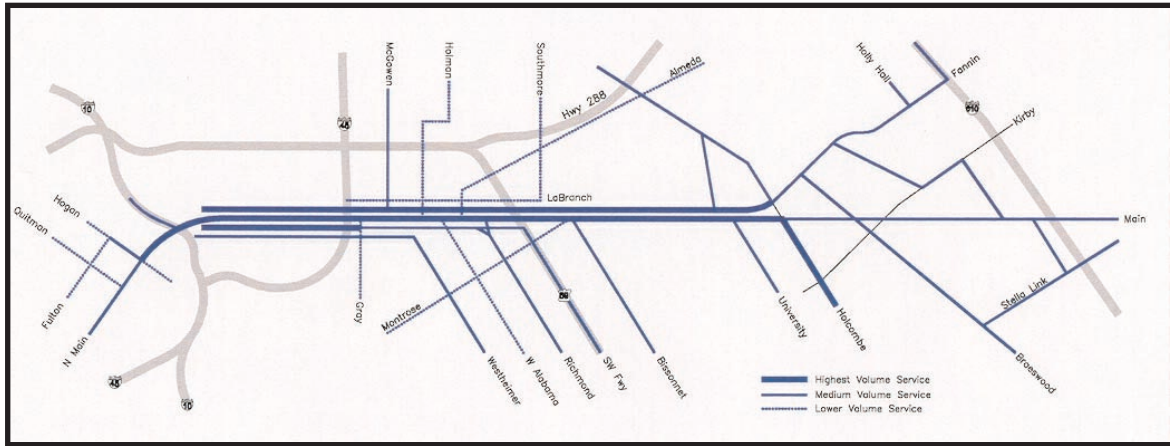 McGowen
Holman
Southmore
Almeda
Hwy 288
Holly Hall
Fannin
610
Kirby
10
45
LaBranch
Hogan
Quitman
Main
Fulton
N Main
Gray
Montrose
59
University
Holcombe
Stella Link
Braeswood
Westheimer
W Alabama
Richmond
SW Fwy
Bissonnet
45
10
Highest Volume Service
Medium Volume Service
Lower Volume Service